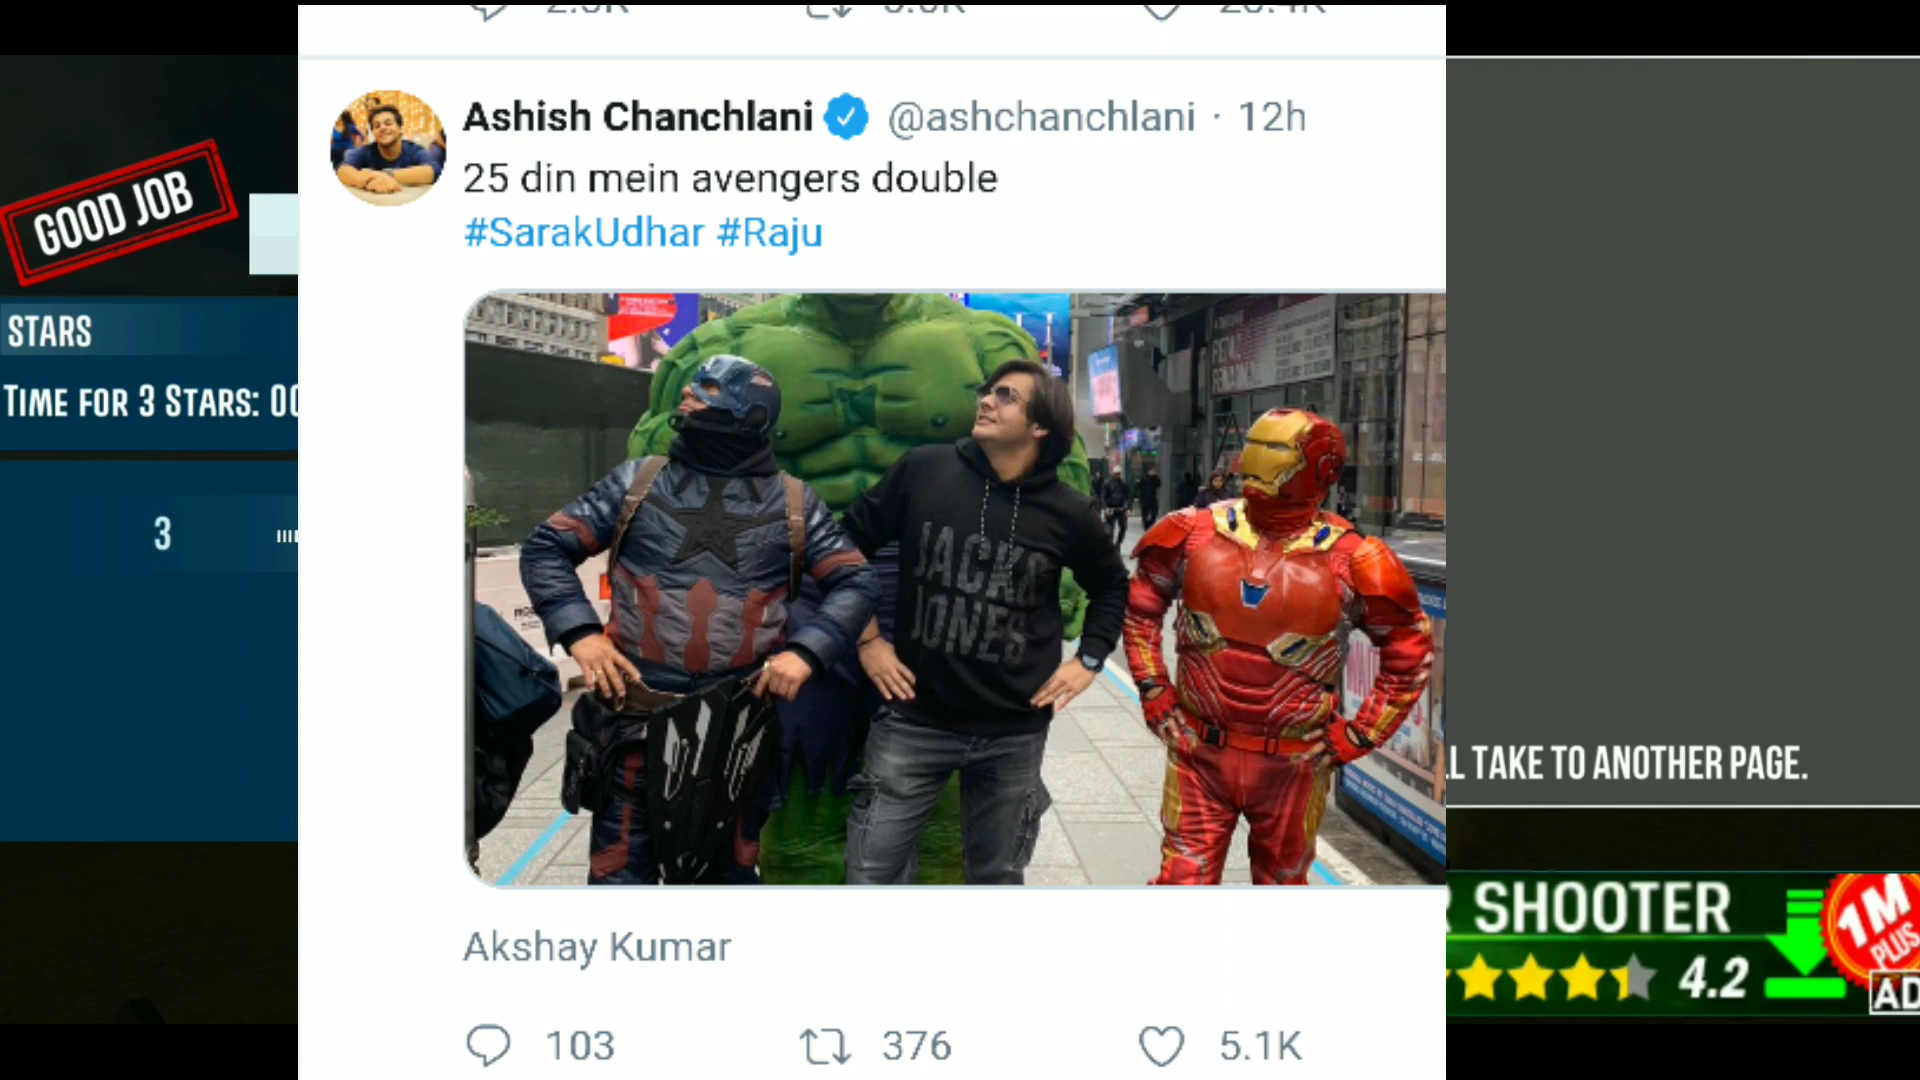 Ashish Chanchlani @ashchanchlani · 12h
25 din mein avengers double
#SarakUdhar #Raju
GOOD JOB
STARS
TIME FOR 3 STARS: 00
3
JACK&
JONES
L TAKE TO ANOTHER PAGE.
Akshay Kumar
103 376 5.1K
SHOOTER
4.2
1M
PLUS
AD